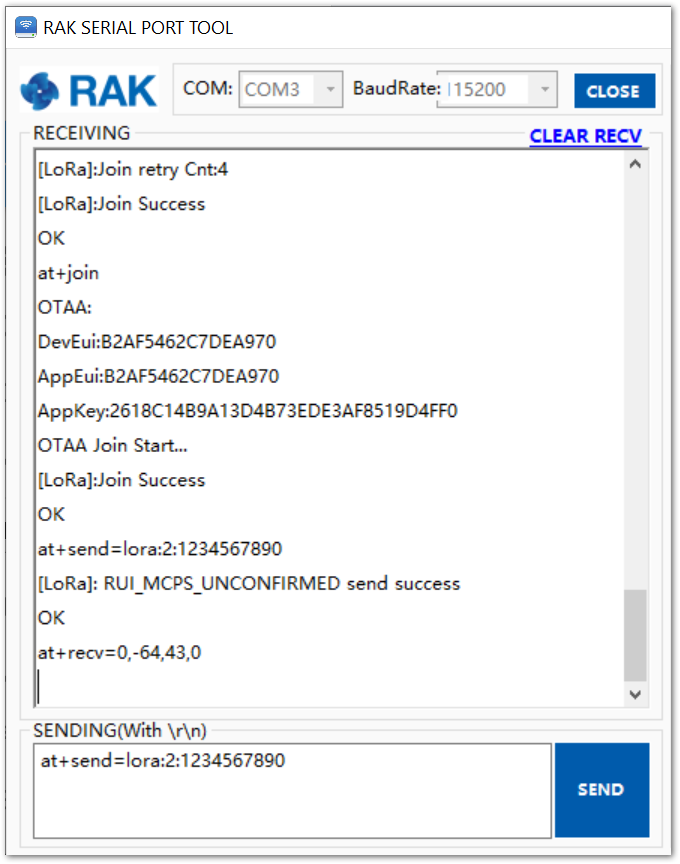 RAK SERIAL PORT TOOL
RAK COM: COM3 BaudRate: 115200 CLOSE
RECEIVING CLEAR RECV
[LoRa]:Join retry Cnt:4
[LoRa]:Join Success
OK
at+join
OTAA:
DevEui:B2AF5462C7DEA970
AppEui:B2AF5462C7DEA970
AppKey:2618C14B9A13D4B73EDE3AF8519D4FF0
OTAA Join Start...
[LoRa]:Join Success
OK
at+send=lora:2:1234567890
[LoRa]: RUI_MCPS_UNCONFIRMED send success
OK
at+recv=0,-64,43,0
SENDING(With \r\n)
at+send=lora:2:1234567890
SEND